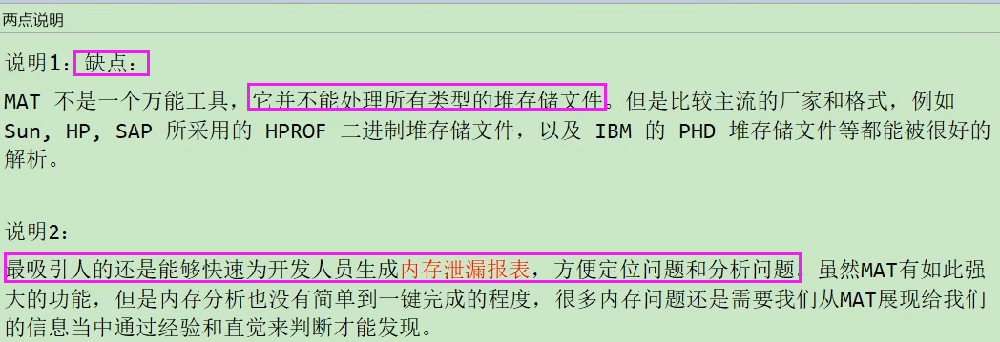 两点说明
说明1：缺点：
MAT 不是一个万能工具，它并不能处理所有类型的堆存储文件。但是比较主流的厂家和格式，例如
Sun, HP, SAP 所采用的 HPROF 二进制堆存储文件，以及 IBM 的 PHD 堆存储文件等都能被很好的
解析。
说明2：
最吸引人的还是能够快速为开发人员生成内存泄漏报表，方便定位问题和分析问题。虽然MAT有如此强
大的功能，但是内存分析也没有简单到一键完成的程度，很多内存问题还是需要我们从MAT展现给我们
的信息当中通过经验和直觉来判断才能发现。